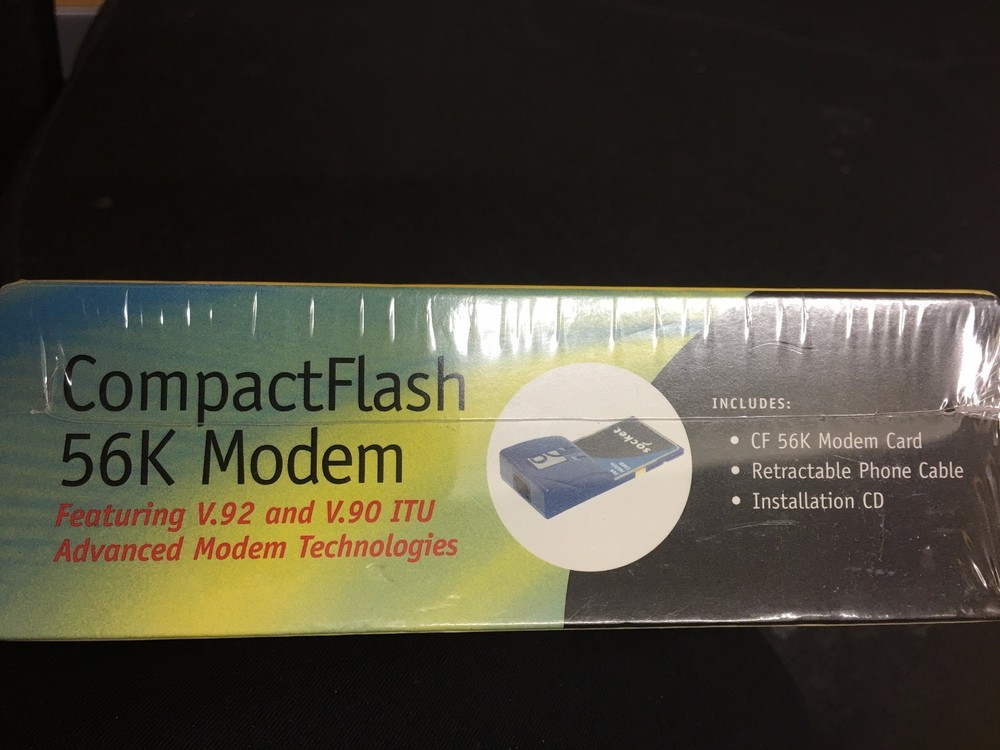 CompactFlash
56K Modem
Featuring V.92 and V.90 ITU
Advanced Modem Technologies
socket
INCLUDES:
• CF 56K Modem Card
• Retractable Phone Cable
• Installation CD